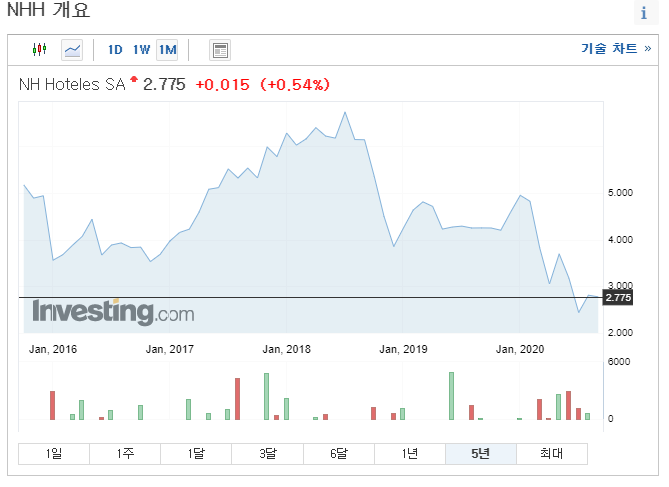 NHH 개요
i
1D 1W 1M
기술 차트 »
NH Hoteles SA 2.775 +0.015 (+0.54%)
5.000
4.000
3.000
2.775
Investing.com
2.000
Jan, 2016 Jan, 2017 Jan, 2018 Jan, 2019 Jan, 2020
6000
0
1일 1주 1달 3달 6달 1년 5년 최대